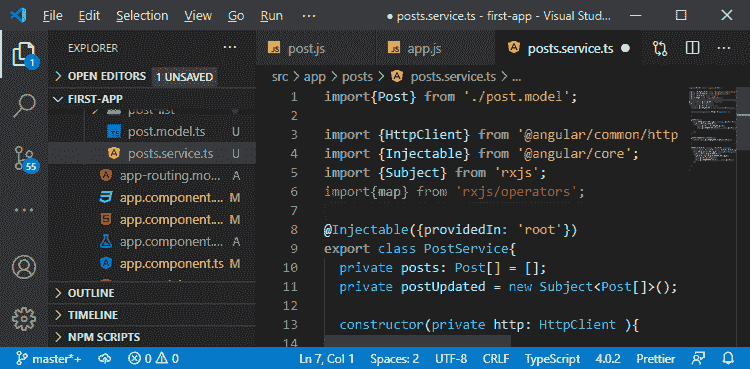 File Edit View Go Run ... ● posts.service.ts - first-app - Visual Stud...
EXPLORER ...
OPEN EDITORS 1 UNSAVED
FIRST-APP
post-list
post.model.ts U
posts.service.ts U
app-routing.mo... A
app.component.... M
app.component.... M
app.component.... A
app.component.ts M
OUTLINE
TIMELINE
NPM SCRIPTS
1
55
JS post.js
JS app.js
posts.service.ts ●
src > app > posts > posts.service.ts > ...
1 import{Post} from './post.model';
2
3 import {HttpClient} from '@angular/common/http
4 import {Injectable} from '@angular/core';
5 import {Subject} from 'rxjs';
6 import{map} from 'rxjs/operators';
7
8 @Injectable({providedIn: 'root'})
9 export class PostService{
10 private posts: Post[] = [];
11 private postUpdated = new Subject<Post[]>();
12
13 constructor(private http: HttpClient ){
14
master*+ 0 0 Ln 7, Col 1 Spaces: 2 UTF-8 CRLF TypeScript 4.0.2 Prettier